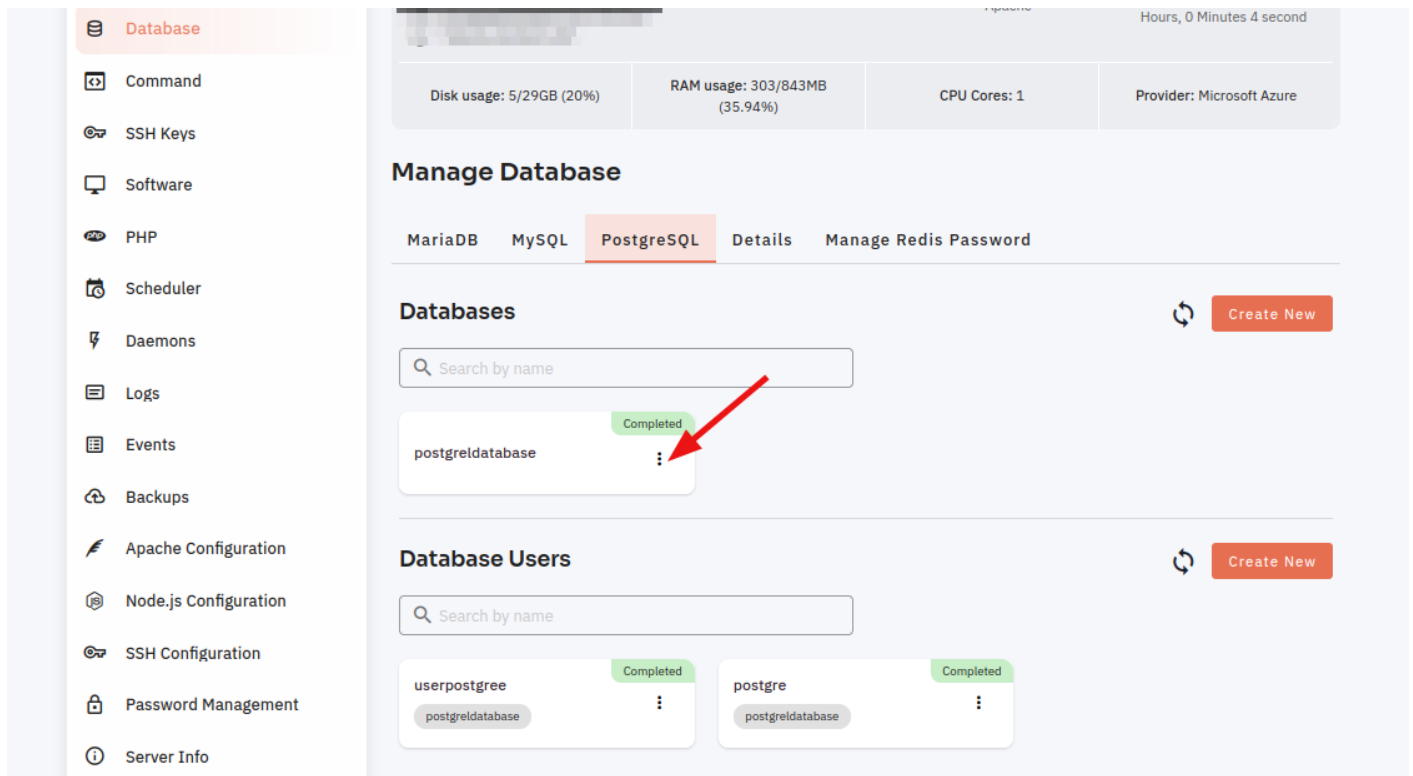 Database
Command
SSH Keys
Software
PHP
Scheduler
Daemons
Logs
Events
Backups
Apache Configuration
Node.js Configuration
SSH Configuration
Password Management
Server Info
Apache
Hours, 0 Minutes 4 second
Disk usage: 5/29GB (20%)
RAM usage: 303/843MB
(35.94%)
CPU Cores: 1
Provider: Microsoft Azure
Manage Database
MariaDB MySQL PostgreSQL Details Manage Redis Password
Databases
Create New
Search by name
Completed
postgreldatabase
Database Users
Create New
Search by name
Completed
userpostgree
postgreldatabase
Completed
postgre
postgreldatabase